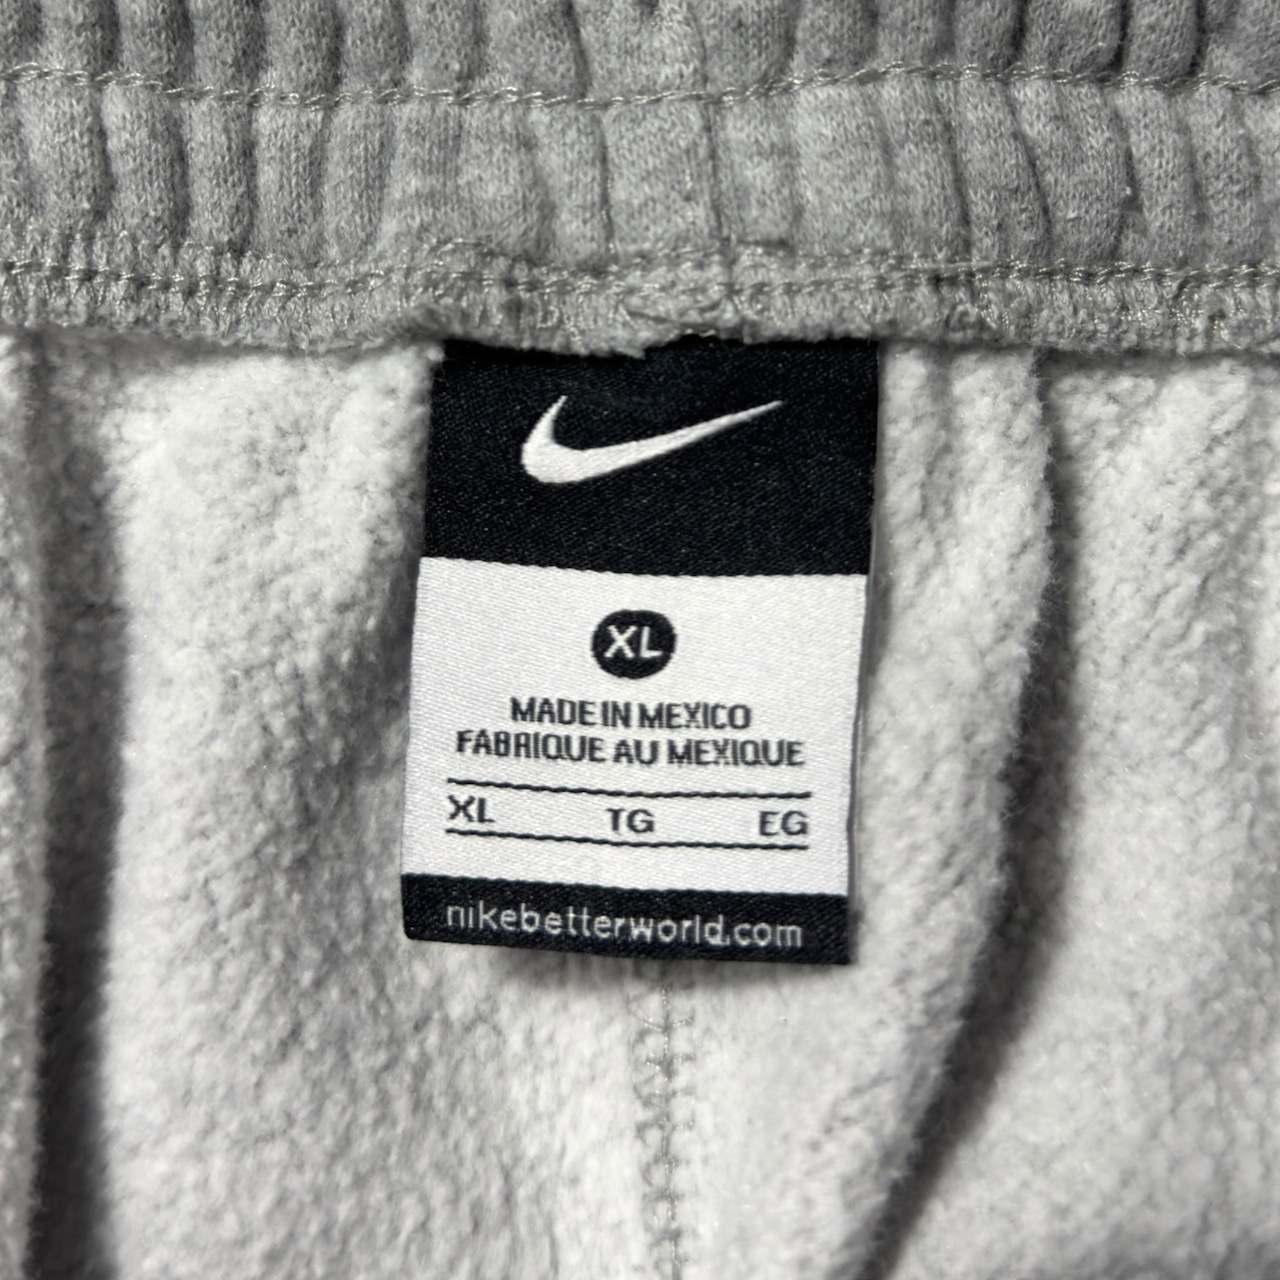 XL
MADE IN MEXICO
FABRIQUE AU MEXIQUE
XL TG EG
nikebetterworld.com